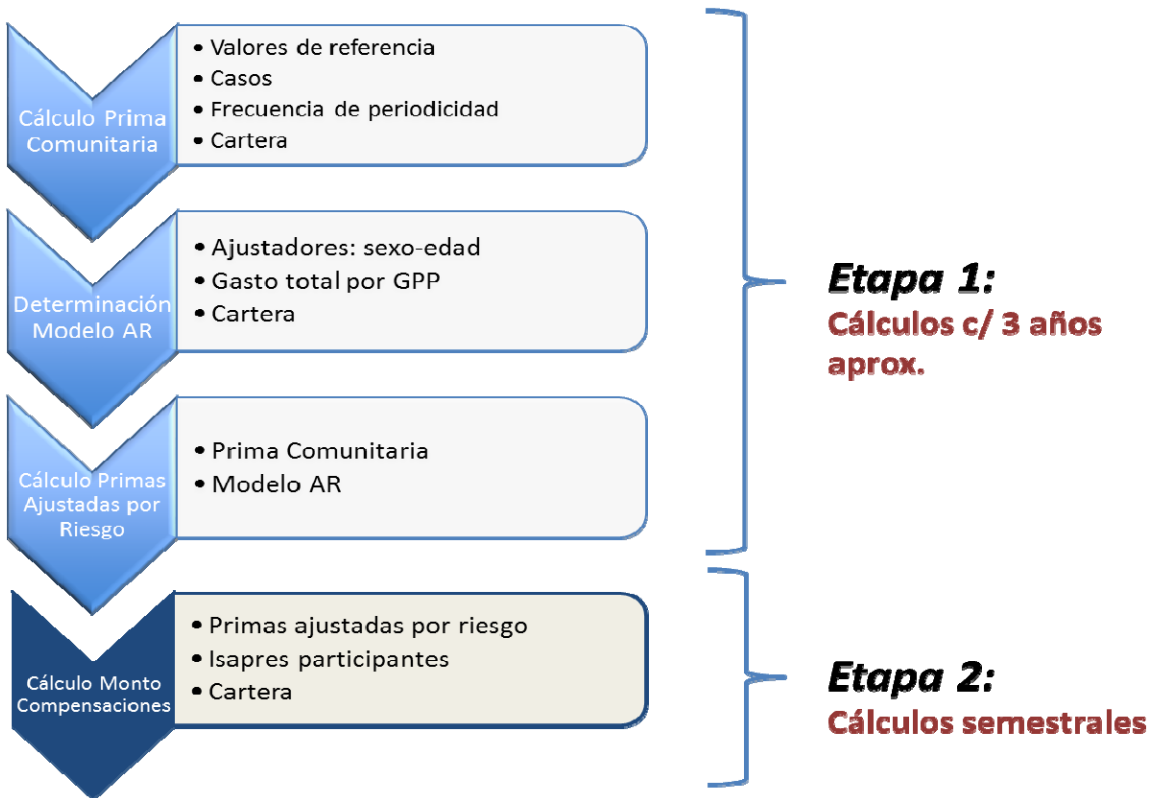 Cálculo Prima
Comunitaria
• Valores de referencia
• Casos
• Frecuencia de periodicidad
• Cartera
Determinación
Modelo AR
• Ajustadores: sexo-edad
• Gasto total por GPP
• Cartera
Cálculo Primas
Ajustadas por
Riesgo
• Prima Comunitaria
• Modelo AR
Etapa 1:
Cálculos c/ 3 años
aprox.
Cálculo Monto
Compensaciones
• Primas ajustadas por riesgo
• Isapres participantes
• Cartera
Etapa 2:
Cálculos semestrales